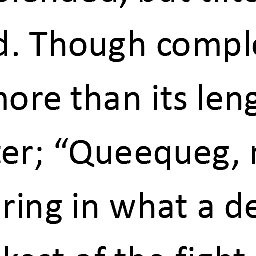 d. Though comple
more than its leng
ter; “Queequeg, r
ring in what a de